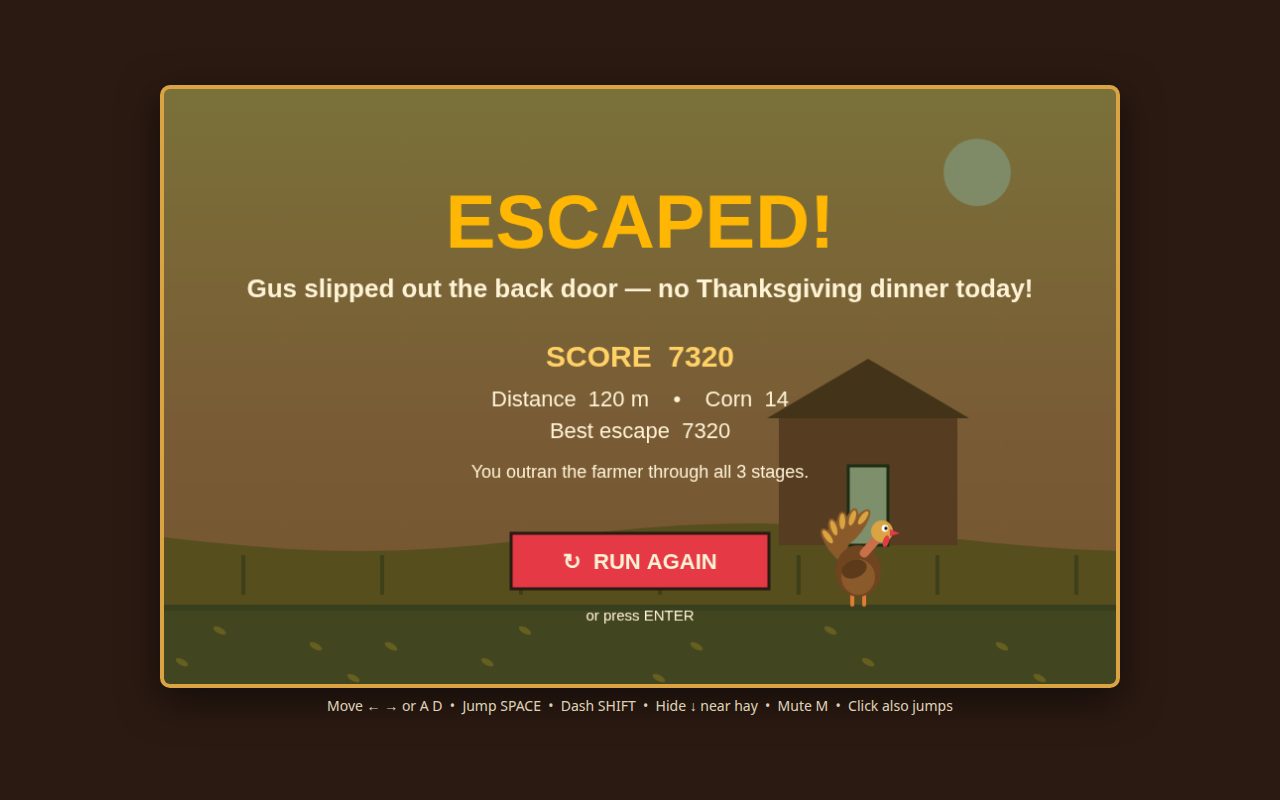 ESCAPED!
Gus slipped out the back door — no Thanksgiving dinner today!
SCORE 7320
Distance 120 m • Corn 14
Best escape 7320
You outran the farmer through all 3 stages.
↻ RUN AGAIN
or press ENTER
Move ← → or A D • Jump SPACE • Dash SHIFT • Hide ↓ near hay • Mute M • Click also jumps